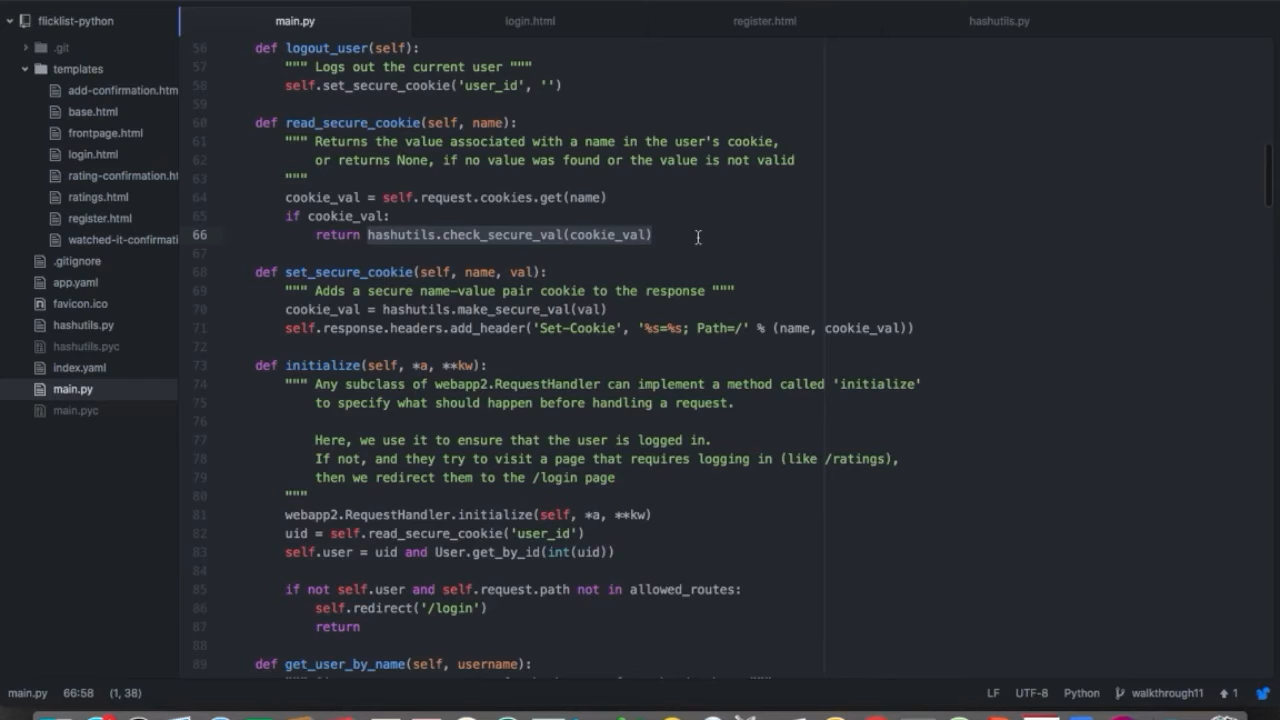 flicklist-python
main.py
login.html
register.html
hashutils.py
.git
templates
add-confirmation.htm
base.html
frontpage.html
login.html
rating-confirmation.ht
ratings.html
register.html
watched-it-confirmati
.gitignore
app.yaml
favicon.ico
hashutils.py
hashutils.pyc
index.yaml
main.py
main.pyc
56 def logout_user(self):
57 """ Logs out the current user """
58 self.set_secure_cookie('user_id', '')
59
60 def read_secure_cookie(self, name):
61 """ Returns the value associated with a name in the user's cookie,
62 or returns None, if no value was found or the value is not valid
63 """
64 cookie_val = self.request.cookies.get(name)
65 if cookie_val:
66 return hashutils.check_secure_val(cookie_val)
67
68 def set_secure_cookie(self, name, val):
69 """ Adds a secure name-value pair cookie to the response """
70 cookie_val = hashutils.make_secure_val(val)
71 self.response.headers.add_header('Set-Cookie', '%s=%s; Path=/' % (name, cookie_val))
72
73 def initialize(self, *a, **kw):
74 """ Any subclass of webapp2.RequestHandler can implement a method called 'initialize'
75 to specify what should happen before handling a request.
76
77 Here, we use it to ensure that the user is logged in.
78 If not, and they try to visit a page that requires logging in (like /ratings),
79 then we redirect them to the /login page
80 """
81 webapp2.RequestHandler.initialize(self, *a, **kw)
82 uid = self.read_secure_cookie('user_id')
83 self.user = uid and User.get_by_id(int(uid))
84
85 if not self.user and self.request.path not in allowed_routes:
86 self.redirect('/login')
87 return
88
89 def get_user_by_name(self, username):
main.py 66:58 (1, 38) LF UTF-8 Python walkthrough11 1